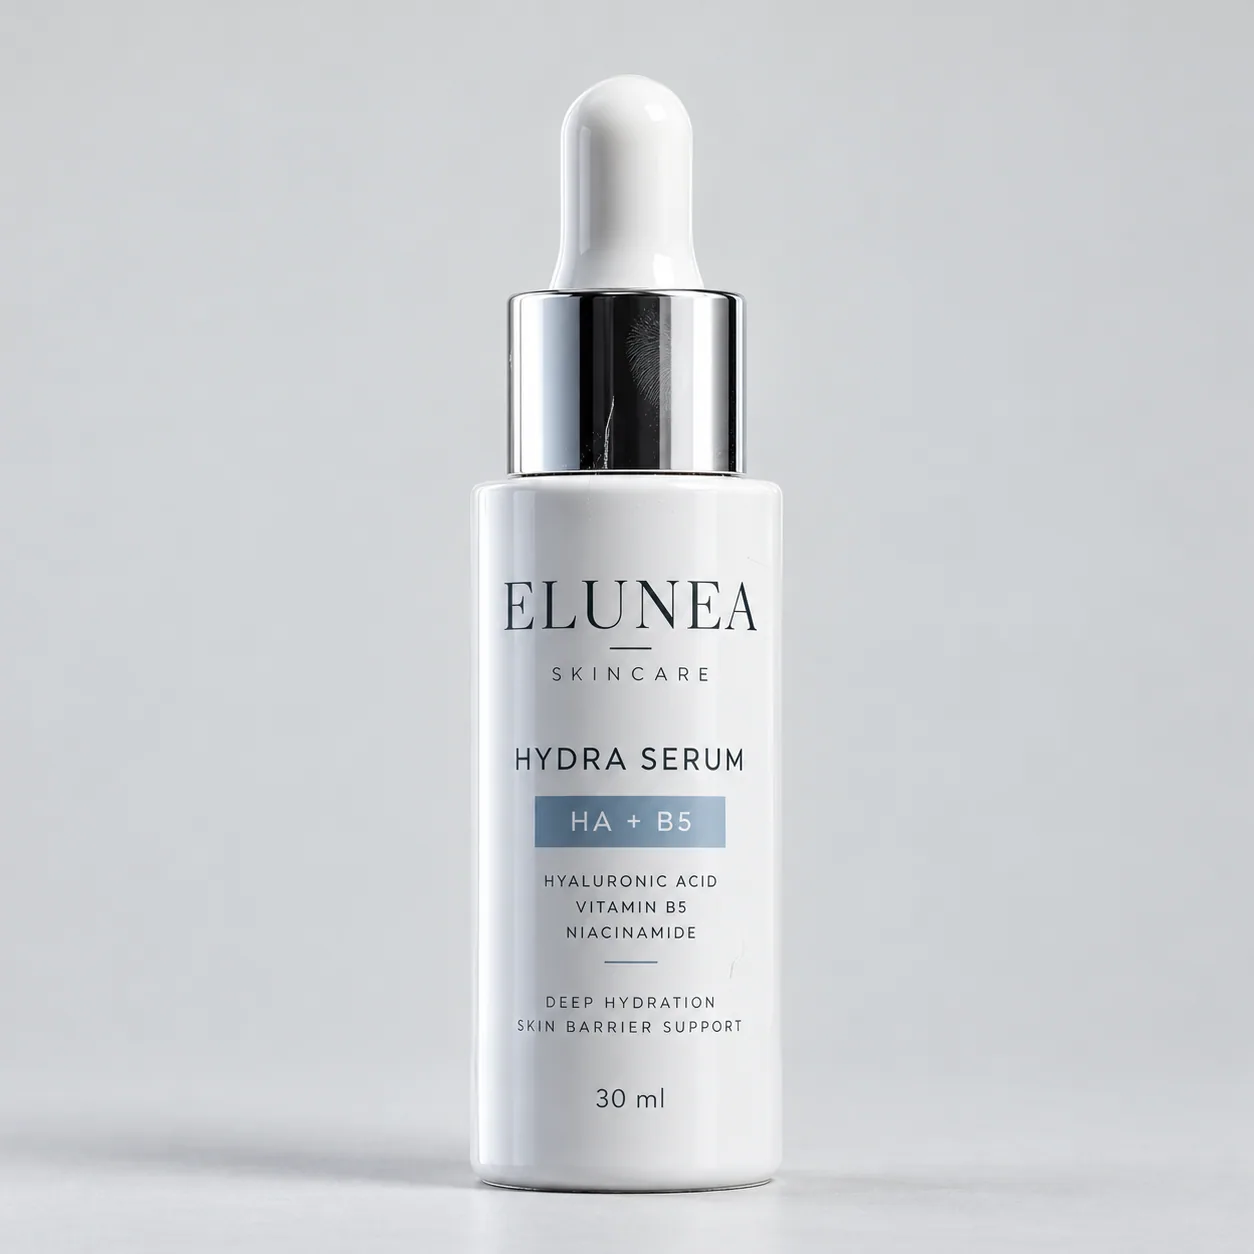 ELUNEA
SKINCARE
HYDRA SERUM
HA + B5
HYALURONIC ACID
VITAMIN B5
NIACINAMIDE
DEEP HYDRATION
SKIN BARRIER SUPPORT
30 ml